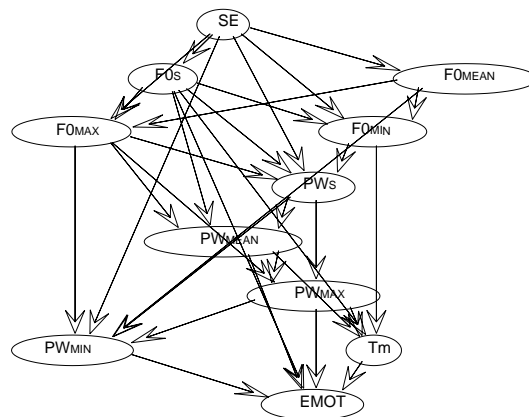 SE
F0S
F0MEAN
F0MAX
F0MIN
PWS
PWMEAN
PWMAX
PWMIN
Tm
EMOT